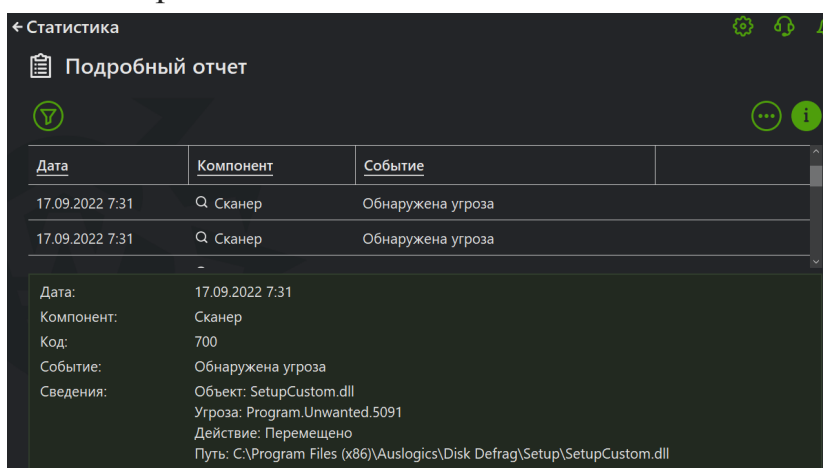 Статистика
Подробный отчет
Дата Компонент Событие
17.09.2022 7:31 Сканер Обнаружена угроза
17.09.2022 7:31 Сканер Обнаружена угроза
Дата: 17.09.2022 7:31
Компонент: Сканер
Код: 700
Событие: Обнаружена угроза
Сведения: Объект: SetupCustom.dll
Угроза: Program.Unwanted.5091
Действие: Перемещено
Путь: C:\Program Files (x86)\Auslogics\Disk Defrag\Setup\SetupCustom.dll